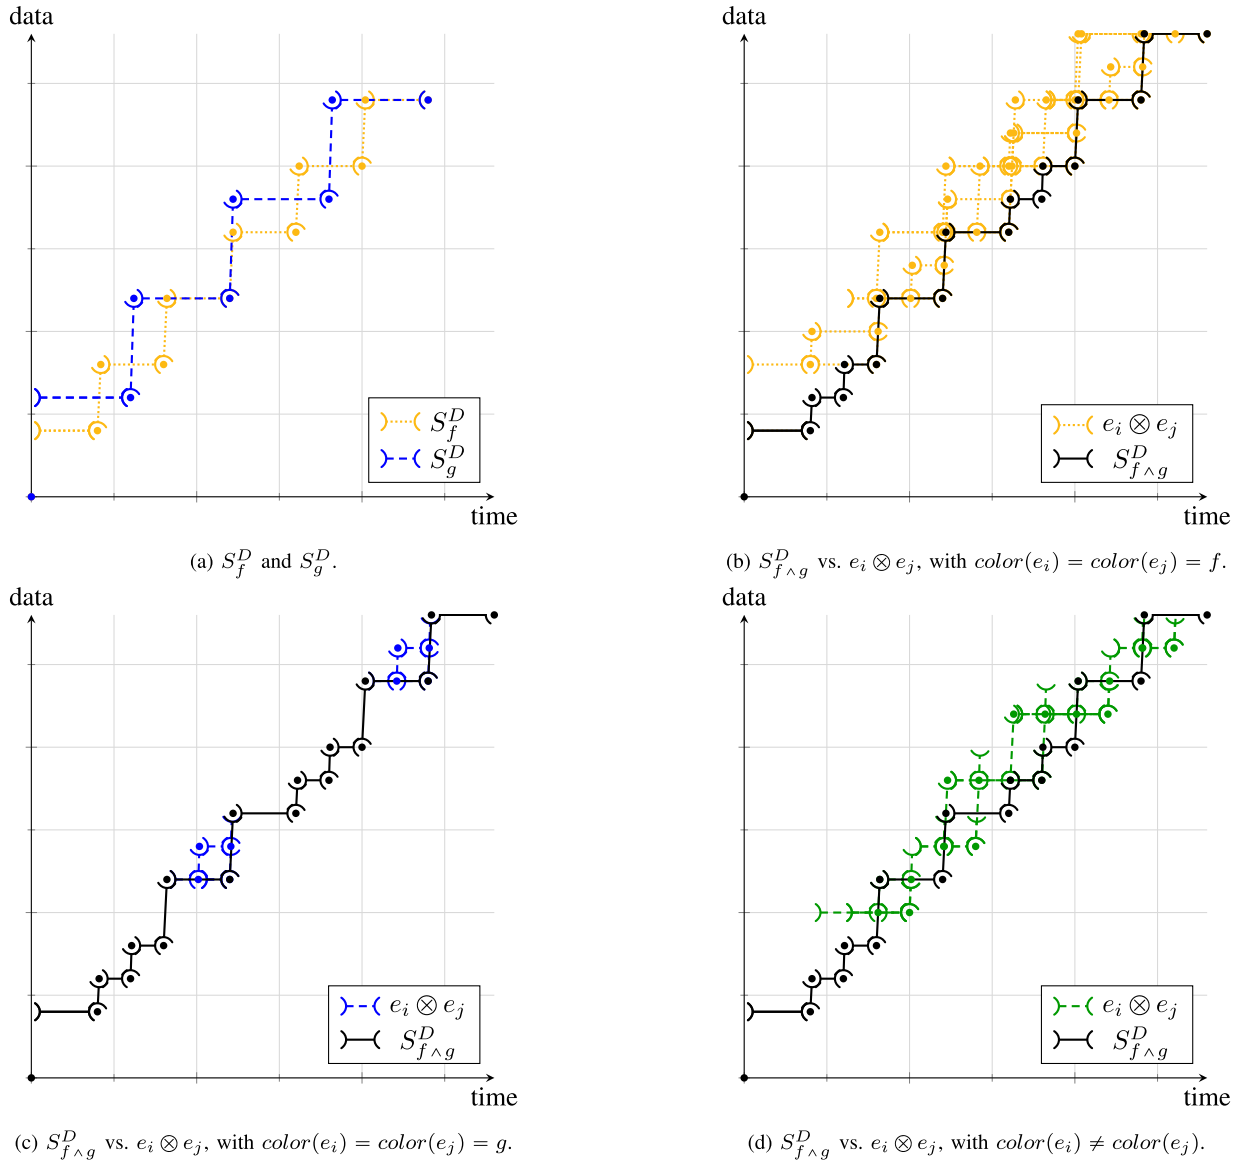 data
S_f^D
S_g^D
time
(a) S_f^D and S_g^D.
data
e_i ⊗ e_j
S_{f∧g}^D
time
(b) S_{f∧g}^D vs. e_i ⊗ e_j, with color(e_i) = color(e_j) = f.
data
e_i ⊗ e_j
S_{f∧g}^D
time
(c) S_{f∧g}^D vs. e_i ⊗ e_j, with color(e_i) = color(e_j) = g.
data
e_i ⊗ e_j
S_{f∧g}^D
time
(d) S_{f∧g}^D vs. e_i ⊗ e_j, with color(e_i) ≠ color(e_j).